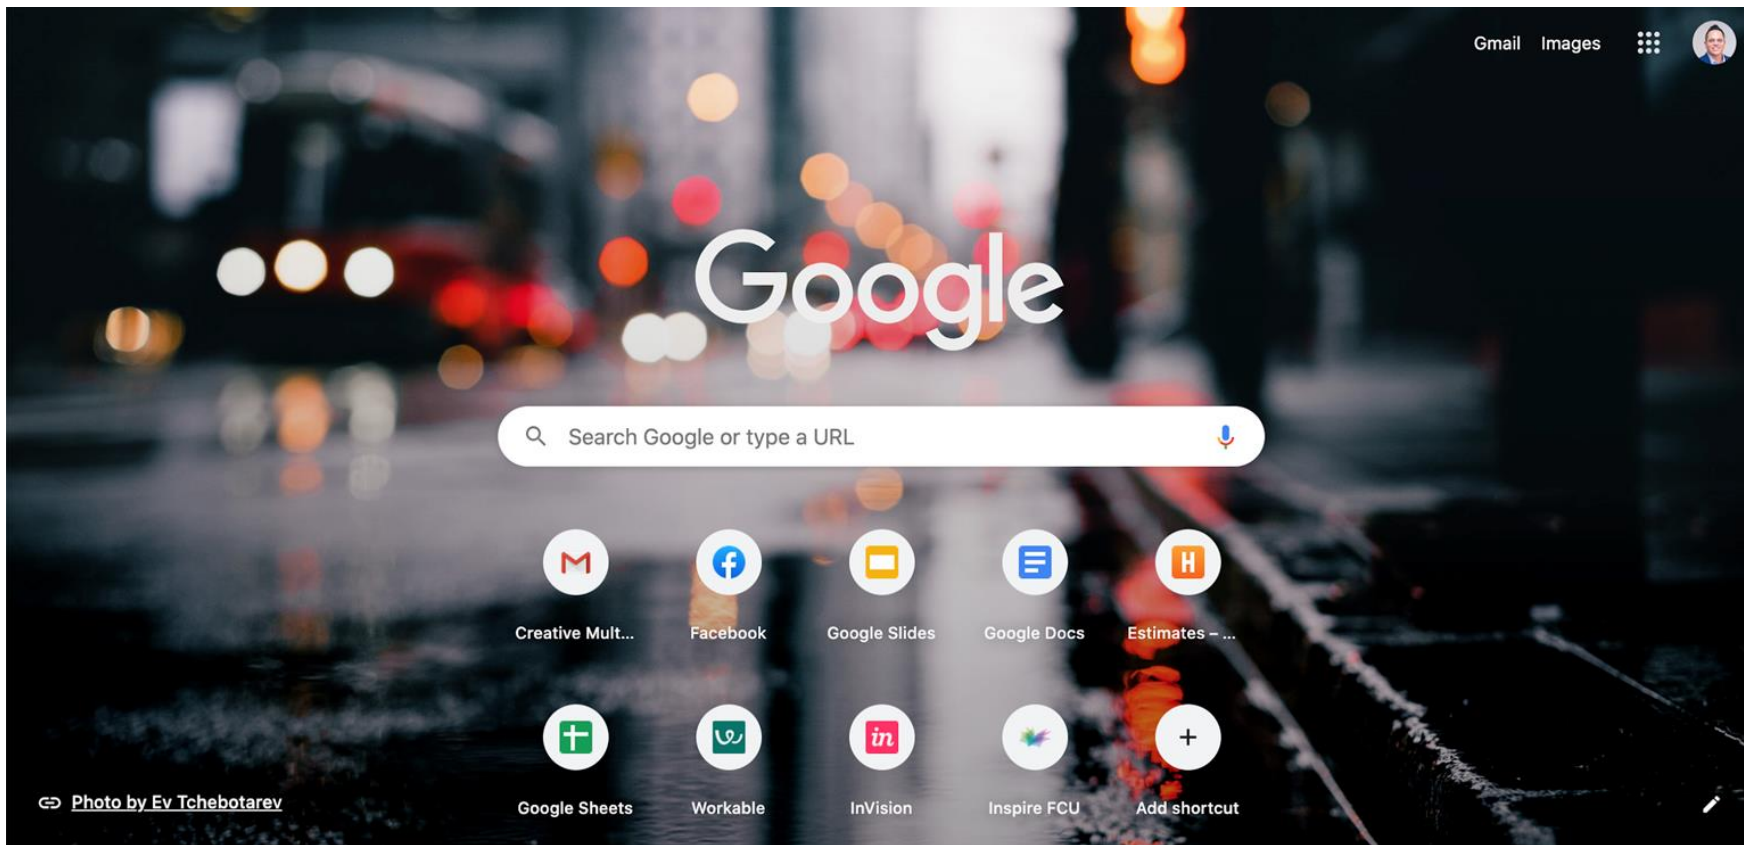 Gmail Images
Google
Search Google or type a URL
Creative Mult... Facebook Google Slides Google Docs Estimates – ...
H
Google Sheets Workable InVision Inspire FCU Add shortcut
in
Photo by Ev Tchebotarev